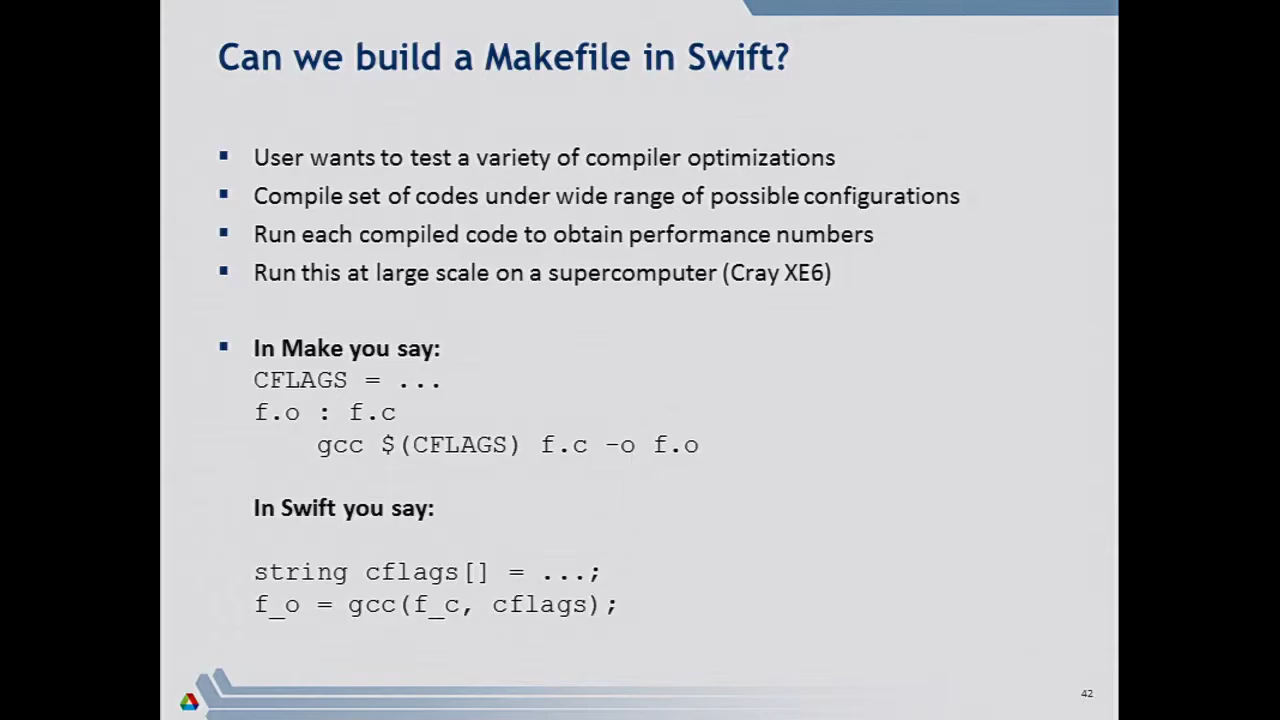 Can we build a Makefile in Swift?
▪ User wants to test a variety of compiler optimizations
▪ Compile set of codes under wide range of possible configurations
▪ Run each compiled code to obtain performance numbers
▪ Run this at large scale on a supercomputer (Cray XE6)
▪ In Make you say:
CFLAGS = ...
f.o : f.c
    gcc $(CFLAGS) f.c -o f.o
In Swift you say:
string cflags[] = ...;
f_o = gcc(f_c, cflags);
42